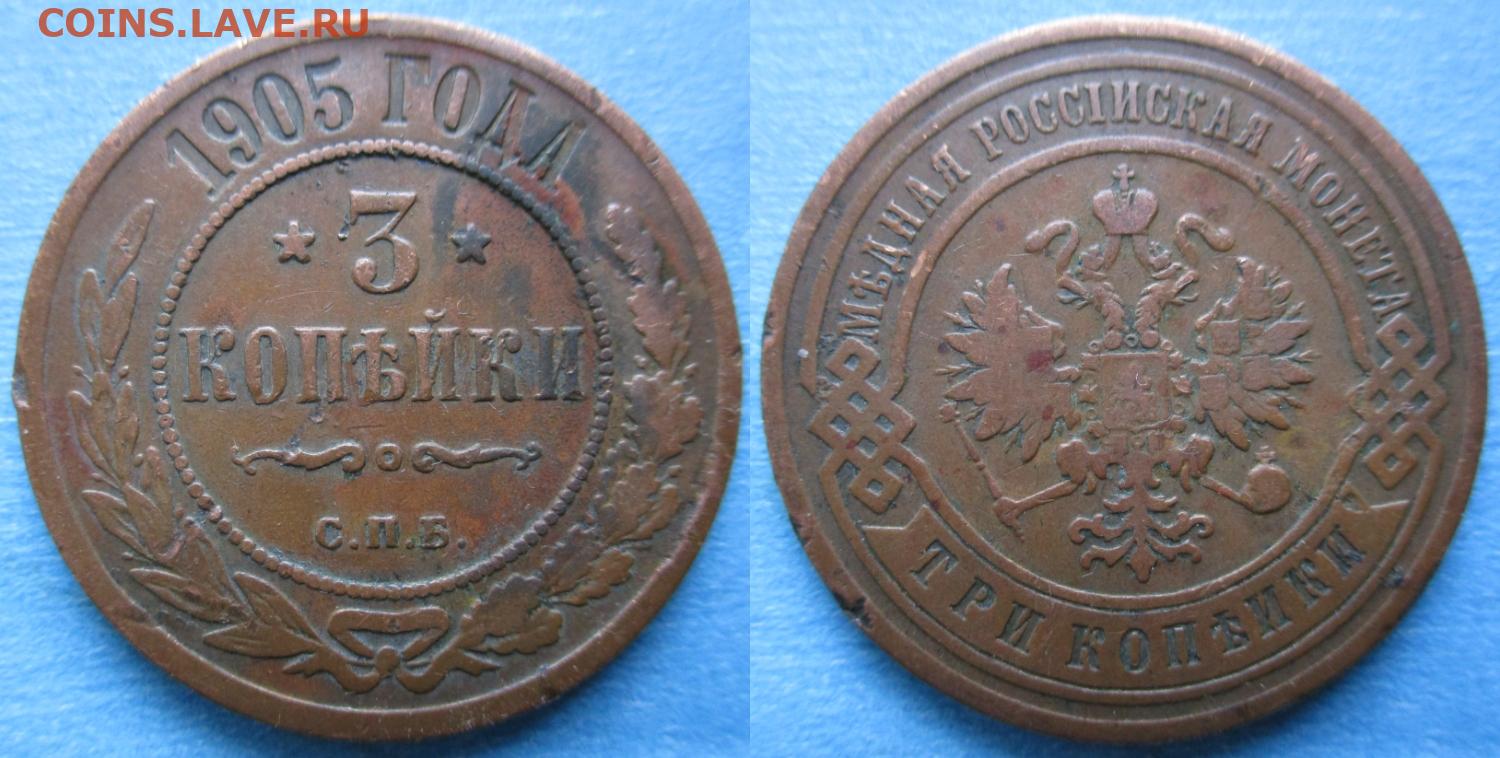 COINS.LAVE.RU
1905 ГОДА
3
КОПѢЙКИ
С.П.Б.
МѢДНАЯ РОССІЙСКАЯ МОНЕТА
ТРИ КОПѢЙКИ